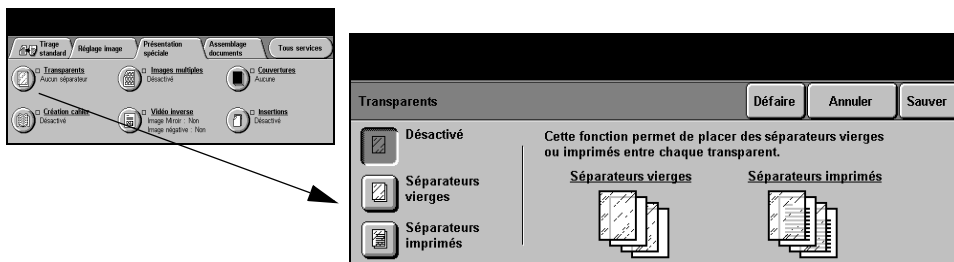 Tirage standard
Réglage image
Présentation spéciale
Assemblage documents
Tous services
Transparents
Aucun séparateur
Images multiples
Désactivé
Couvertures
Aucune
Création cahier
Désactivé
Vidéo inverse
Image Miroir : Non
Image négative : Non
Insertions
Désactivé
Transparents
Défaire
Annuler
Sauver
Désactivé
Séparateurs
vierges
Séparateurs
imprimés
Cette fonction permet de placer des séparateurs vierges
ou imprimés entre chaque transparent.
Séparateurs vierges
Séparateurs imprimés